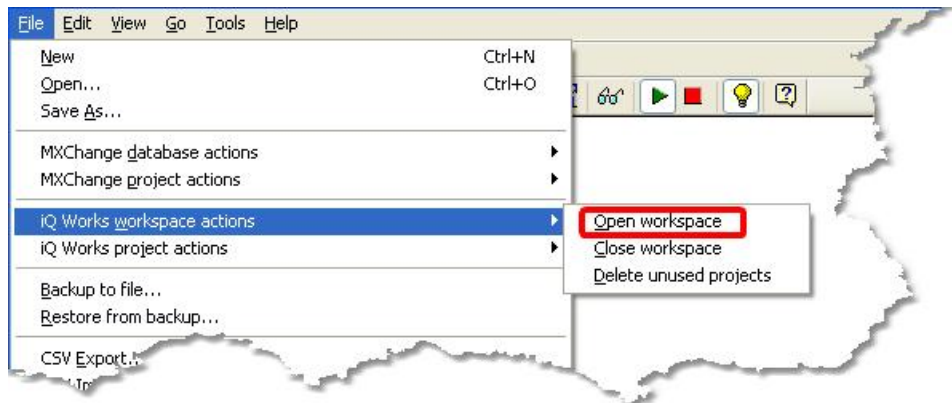 File Edit View Go Tools Help
New Ctrl+N
Open... Ctrl+O
Save As...
MXChange database actions
MXChange project actions
iQ Works workspace actions
iQ Works project actions
Open workspace
Close workspace
Delete unused projects
Backup to file...
Restore from backup...
CSV Export...